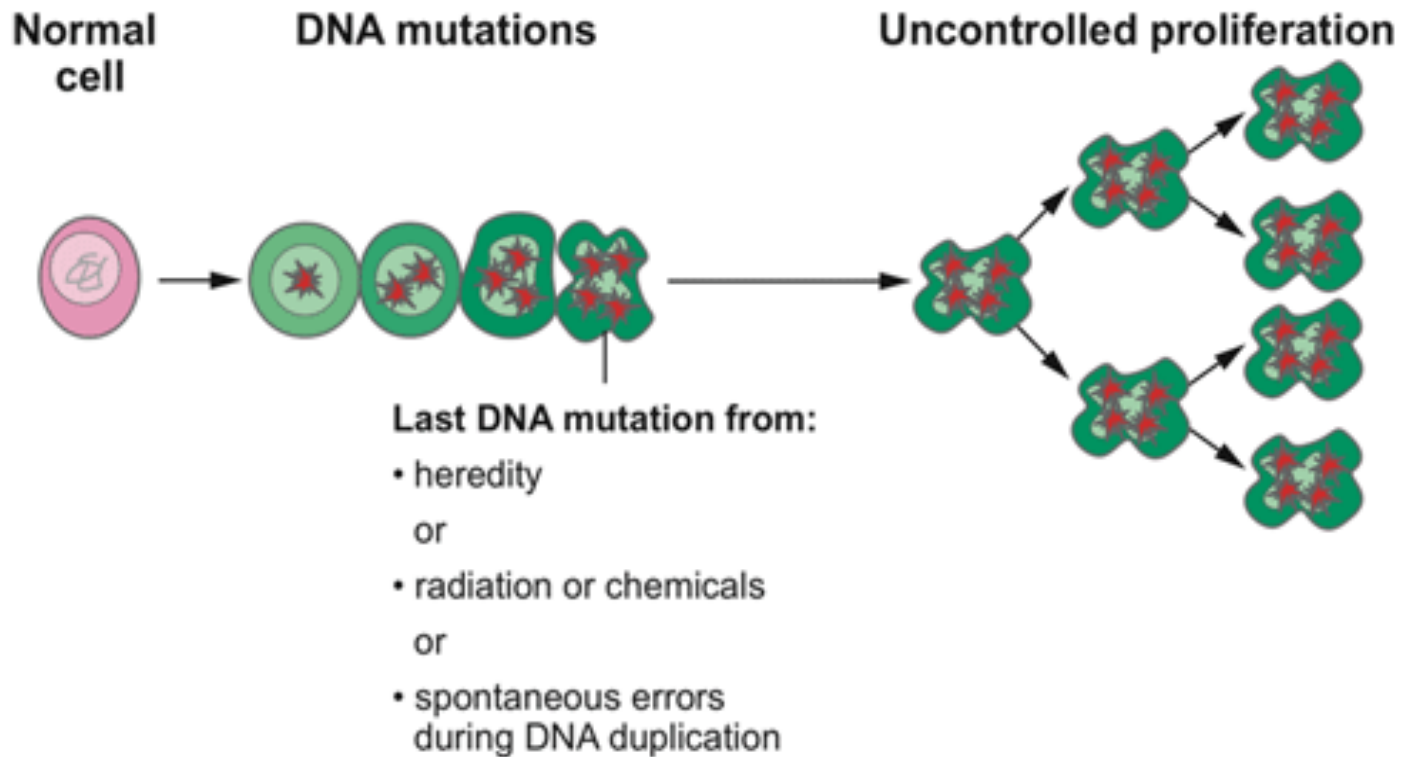 Normal
cell
DNA mutations
Uncontrolled proliferation
Last DNA mutation from:
• heredity
or
• radiation or chemicals
or
• spontaneous errors
during DNA duplication